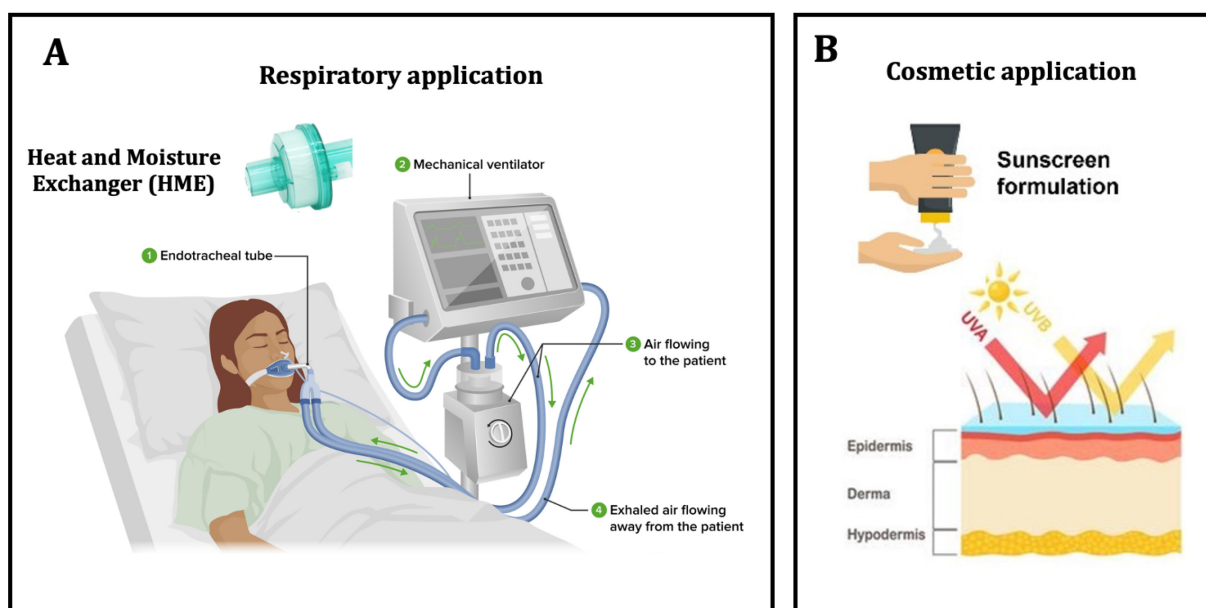 A
Respiratory application
Heat and Moisture
Exchanger (HME)
2 Mechanical ventilator
1 Endotracheal tube
3 Air flowing
to the patient
4 Exhaled air flowing
away from the patient
B
Cosmetic application
Sunscreen
formulation
UVA
UVB
Epidermis
Derma
Hypodermis